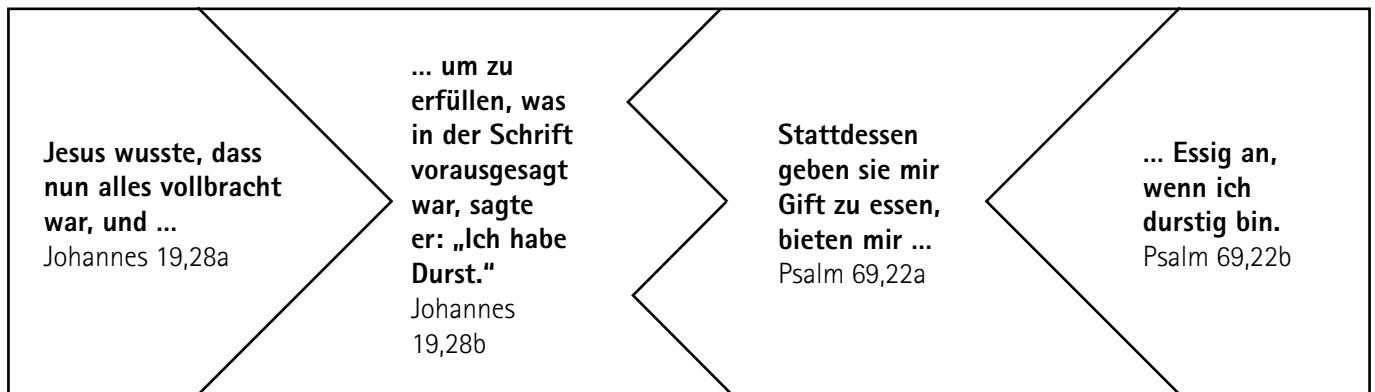 Jesus wusste, dass
nun alles vollbracht
war, und ...
Johannes 19,28a
... um zu
erfüllen, was
in der Schrift
vorausgesagt
war, sagte
er: „Ich habe
Durst.“
Johannes
19,28b
Stattdessen
geben sie mir
Gift zu essen,
bieten mir ...
Psalm 69,22a
... Essig an,
wenn ich
durstig bin.
Psalm 69,22b